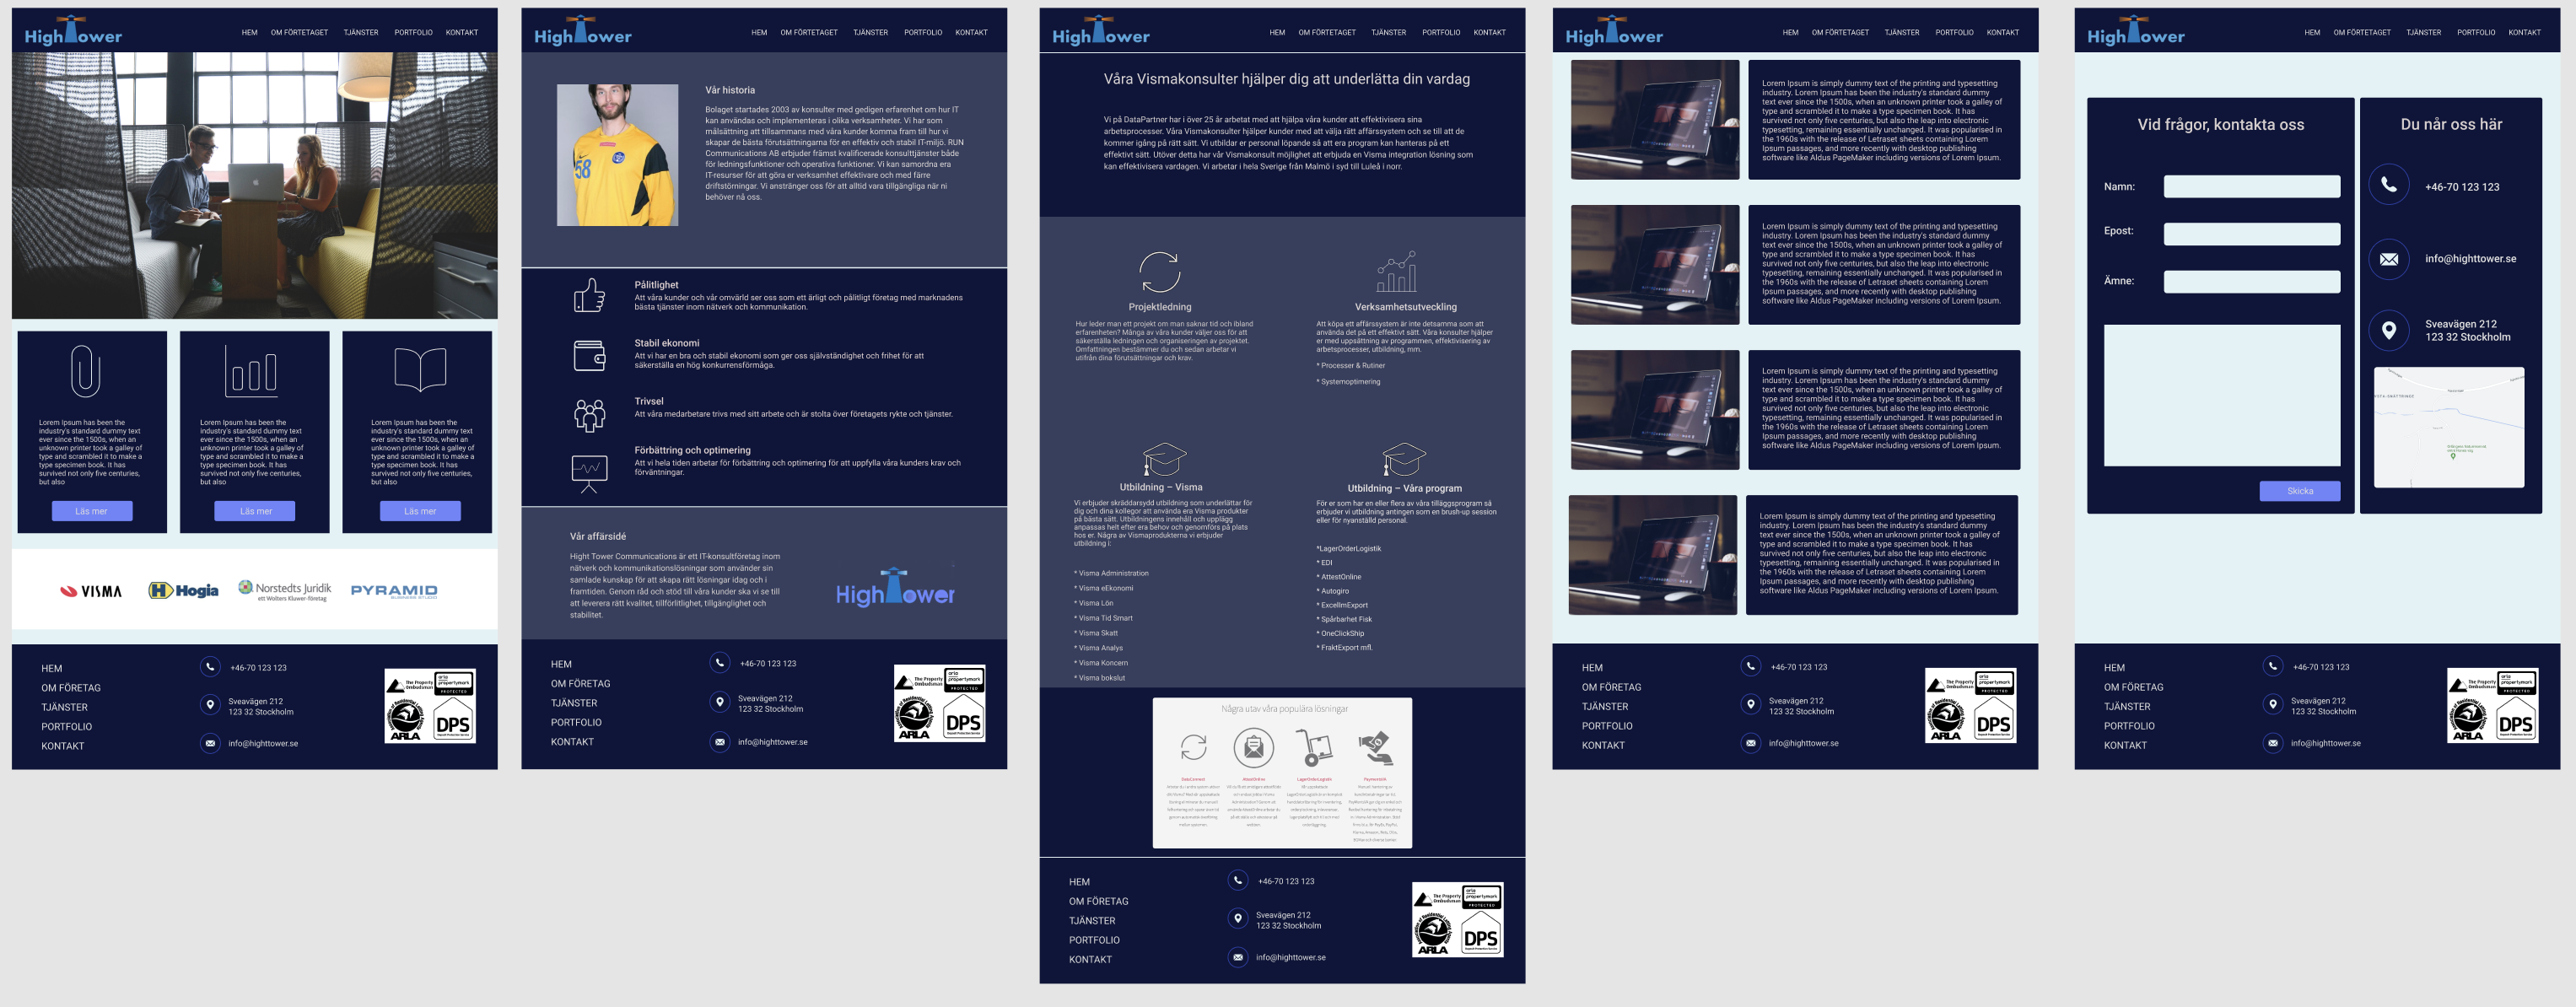 HighTower
HEM OM FÖRTETAGET TJÄNSTER PORTFOLIO KONTAKT
Lorem Ipsum has been the
industry's standard dummy text
ever since the 1500s, when an
unknown printer took a galley of
type and scrambled it to make a
type specimen book. It has
survived not only five centuries,
but also
Läs mer
Lorem Ipsum has been the
industry's standard dummy text
ever since the 1500s, when an
unknown printer took a galley of
type and scrambled it to make a
type specimen book. It has
survived not only five centuries,
but also
Läs mer
Lorem Ipsum has been the
industry's standard dummy text
ever since the 1500s, when an
unknown printer took a galley of
type and scrambled it to make a
type specimen book. It has
survived not only five centuries,
but also
Läs mer
VISMA
H Hogia
Norstedts Juridik
ett Wolters Kluwer-företag
PYRAMID
BUSINESS STUDIO
HEM
OM FÖRETAG
TJÄNSTER
PORTFOLIO
KONTAKT
+46-70 123 123
Sveavägen 212
123 32 Stockholm
info@highttower.se
The Property
Ombudsman
arla
propertymark
PROTECTED
ARLA
DPS
HighTower
HEM OM FÖRTETAGET TJÄNSTER PORTFOLIO KONTAKT
58
Vår historia
Bolaget startades 2003 av konsulter med gedigen erfarenhet om hur IT
kan användas och implementeras i olika verksamheter. Vi har som
målsättning att tillsammans med våra kunder komma fram till hur vi
skapar de bästa förutsättningarna för en effektiv och stabil IT-miljö. RUN
Communications AB erbjuder främst kvalificerade konsulttjänster både
för ledningsfunktioner och operativa funktioner. Vi kan samordna era
IT-resurser för att göra er verksamhet effektivare och med färre
driftstörningar. Vi anstränger oss för att alltid vara tillgängliga när ni
behöver nå oss.
Pålitlighet
Att våra kunder och vår omvärld ser oss som ett ärligt och pålitligt företag med marknadens
bästa tjänster inom nätverk och kommunikation.
Stabil ekonomi
Att vi har en bra och stabil ekonomi som ger oss självständighet och frihet för att
säkerställa en hög konkurrensförmåga.
Trivsel
Att våra medarbetare trivs med sitt arbete och är stolta över företagets rykte och tjänster.
Förbättring och optimering
Att vi hela tiden arbetar för förbättring och optimering för att uppfylla våra kunders krav och
förväntningar.
Vår affärsidé
Hight Tower Communications är ett IT-konsultföretag inom
nätverk och kommunikationslösningar som använder sin
samlade kunskap för att skapa rätt lösningar idag och i
framtiden. Genom råd och stöd till våra kunder ska vi se till
att leverera rätt kvalitet, tillförlitlighet, tillgänglighet och
stabilitet.
HighTower
HEM
OM FÖRETAG
TJÄNSTER
PORTFOLIO
KONTAKT
+46-70 123 123
Sveavägen 212
123 32 Stockholm
info@highttower.se
The Property
Ombudsman
arla
propertymark
PROTECTED
ARLA
DPS
HighTower
HEM OM FÖRTETAGET TJÄNSTER PORTFOLIO KONTAKT
Våra Vismakonsulter hjälper dig att underlätta din vardag
Vi på DataPartner har i över 25 år arbetat med att hjälpa våra kunder att effektivisera sina
arbetsprocesser. Våra Vismakonsulter hjälper kunder med att välja rätt affärssystem och se till att de
kommer igång på rätt sätt. Vi utbildar er personal löpande så att era program kan hanteras på ett
effektivt sätt. Utöver detta har vår Vismakonsult möjlighet att erbjuda en Visma integration lösning som
kan effektivisera vardagen. Vi arbetar i hela Sverige från Malmö i syd till Luleå i norr.
Projektledning
Hur leder man ett projekt om man saknar tid och ibland
erfarenheten? Många av våra kunder väljer oss för att
säkerställa ledningen och organiseringen av projektet.
Omfattningen bestämmer du och sedan arbetar vi
utifrån dina förutsättningar och krav.
Verksamhetsutveckling
Att köpa ett affärssystem är inte detsamma som att
använda det på ett effektivt sätt. Våra konsulter hjälper
er med uppsättning av programmen, effektivisering av
arbetsprocesser, utbildning, mm.
* Processer & Rutiner
* Systemoptimering
Utbildning – Visma
Vi erbjuder skräddarsydd utbildning som underlättar för
dig och dina kollegor att använda era Visma produkter
på bästa sätt. Utbildningens innehåll och upplägg
anpassas helt efter era behov och genomförs på plats
hos er. Några av Vismaprodukterna vi erbjuder
utbildning i:
* Visma Administration
* Visma eEkonomi
* Visma Lön
* Visma Tid Smart
* Visma Skatt
* Visma Analys
* Visma Koncern
* Visma bokslut
Utbildning – Våra program
För er som har en eller flera av våra tilläggsprogram så
erbjuder vi utbildning antingen som en brush-up session
eller för nyanställd personal.
*LagerOrderLogistik
* EDI
* AttestOnline
* Autogiro
* ExcelImExport
* Spårbarhet Fisk
* OneClickShip
* FraktExport mfl.
Några utav våra populära lösningar
DataConnect
AttestOnline
LagerOrderLogistik
HEM
OM FÖRETAG
TJÄNSTER
PORTFOLIO
KONTAKT
+46-70 123 123
Sveavägen 212
123 32 Stockholm
info@highttower.se
The Property
Ombudsman
arla
propertymark
PROTECTED
ARLA
DPS
HighTower
HEM OM FÖRTETAGET TJÄNSTER PORTFOLIO KONTAKT
Lorem Ipsum is simply dummy text of the printing and typesetting
industry. Lorem Ipsum has been the industry's standard dummy
text ever since the 1500s, when an unknown printer took a galley of
type and scrambled it to make a type specimen book. It has
survived not only five centuries, but also the leap into electronic
typesetting, remaining essentially unchanged. It was popularised in
the 1960s with the release of Letraset sheets containing Lorem
Ipsum passages, and more recently with desktop publishing
software like Aldus PageMaker including versions of Lorem Ipsum.
Lorem Ipsum is simply dummy text of the printing and typesetting
industry. Lorem Ipsum has been the industry's standard dummy
text ever since the 1500s, when an unknown printer took a galley of
type and scrambled it to make a type specimen book. It has
survived not only five centuries, but also the leap into electronic
typesetting, remaining essentially unchanged. It was popularised in
the 1960s with the release of Letraset sheets containing Lorem
Ipsum passages, and more recently with desktop publishing
software like Aldus PageMaker including versions of Lorem Ipsum.
Lorem Ipsum is simply dummy text of the printing and typesetting
industry. Lorem Ipsum has been the industry's standard dummy
text ever since the 1500s, when an unknown printer took a galley of
type and scrambled it to make a type specimen book. It has
survived not only five centuries, but also the leap into electronic
typesetting, remaining essentially unchanged. It was popularised in
the 1960s with the release of Letraset sheets containing Lorem
Ipsum passages, and more recently with desktop publishing
software like Aldus PageMaker including versions of Lorem Ipsum.
Lorem Ipsum is simply dummy text of the printing and typesetting
industry. Lorem Ipsum has been the industry's standard dummy
text ever since the 1500s, when an unknown printer took a galley of
type and scrambled it to make a type specimen book. It has
survived not only five centuries, but also the leap into electronic
typesetting, remaining essentially unchanged. It was popularised in
the 1960s with the release of Letraset sheets containing Lorem
Ipsum passages, and more recently with desktop publishing
software like Aldus PageMaker including versions of Lorem Ipsum.
HEM
OM FÖRETAG
TJÄNSTER
PORTFOLIO
KONTAKT
+46-70 123 123
Sveavägen 212
123 32 Stockholm
info@highttower.se
The Property
Ombudsman
arla
propertymark
PROTECTED
ARLA
DPS
HighTower
HEM OM FÖRTETAGET TJÄNSTER PORTFOLIO KONTAKT
Vid frågor, kontakta oss
Namn:
Epost:
Ämne:
Skicka
Du når oss här
+46-70 123 123
info@highttower.se
Sveavägen 212
123 32 Stockholm
HEM
OM FÖRETAG
TJÄNSTER
PORTFOLIO
KONTAKT
+46-70 123 123
Sveavägen 212
123 32 Stockholm
info@highttower.se
The Property
Ombudsman
arla
propertymark
PROTECTED
ARLA
DPS